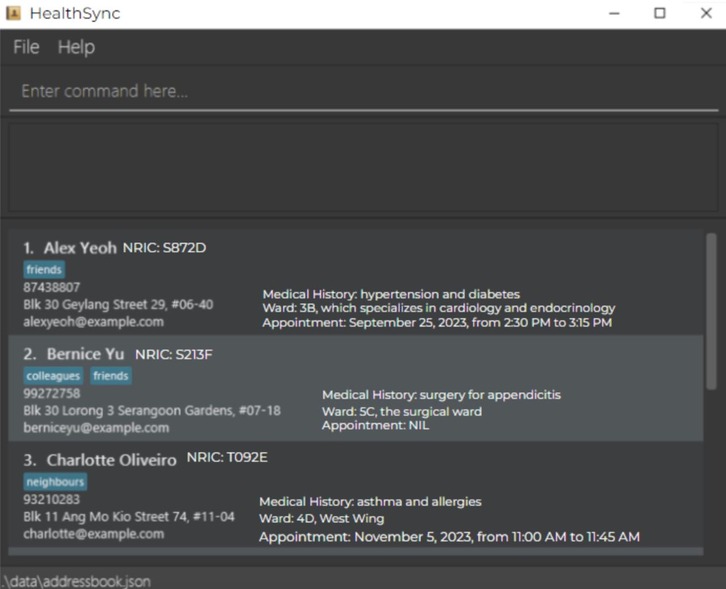 HealthSync
File Help
Enter command here...
1. Alex Yeoh NRIC: S872D
friends
87438807
Blk 30 Geylang Street 29, #06-40
alexyeoh@example.com
Medical History: hypertension and diabetes
Ward: 3B, which specializes in cardiology and endocrinology
Appointment: September 25, 2023, from 2:30 PM to 3:15 PM
2. Bernice Yu NRIC: S213F
colleagues friends
99272758
Blk 30 Lorong 3 Serangoon Gardens, #07-18
berniceyu@example.com
Medical History: surgery for appendicitis
Ward: 5C, the surgical ward
Appointment: NIL
3. Charlotte Oliveiro NRIC: T092E
neighbours
93210283
Blk 11 Ang Mo Kio Street 74, #11-04
charlotte@example.com
Medical History: asthma and allergies
Ward: 4D, West Wing
Appointment: November 5, 2023, from 11:00 AM to 11:45 AM
.\data\addressbook.json